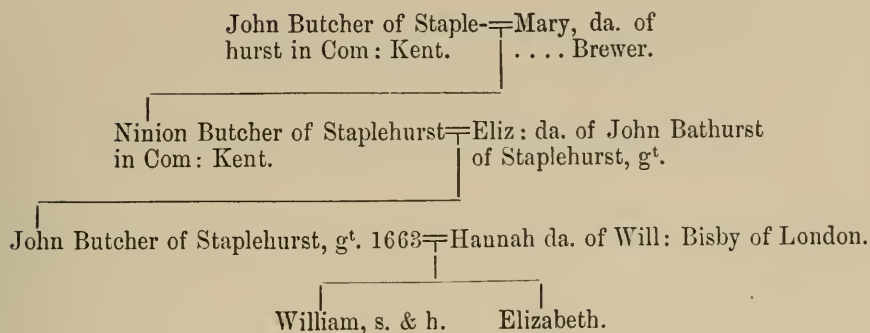 John Butcher of Staple-=Mary, da. of
hurst in Com: Kent. .... Brewer.
Ninion Butcher of Staplehurst=Eliz: da. of John Bathurst
in Com: Kent. of Staplehurst, gᵗ.
John Butcher of Staplehurst, gᵗ. 1663=Hannah da. of Will: Bisby of London.
William, s. & h. Elizabeth.